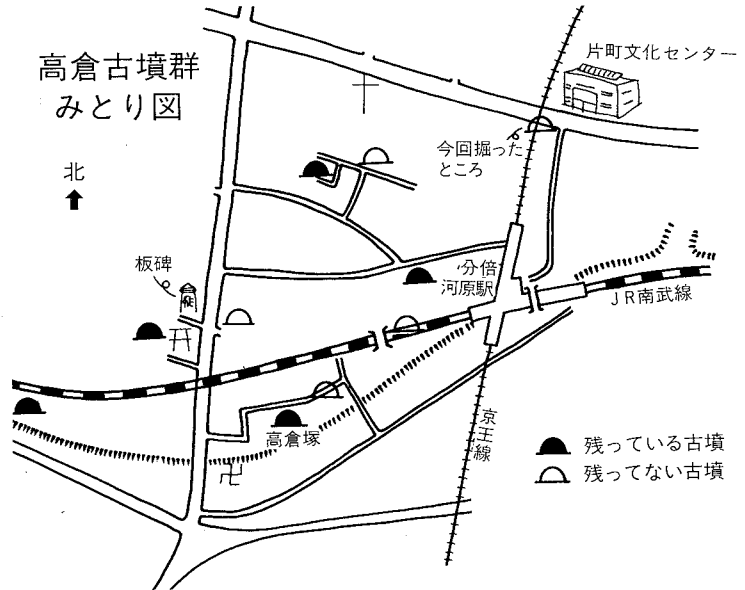 高倉古墳群
みとり図
北
片町文化センター
今回掘った
ところ
板碑
分倍
河原駅
JR南武線
高倉塚
京王線
残っている古墳
残ってない古墳